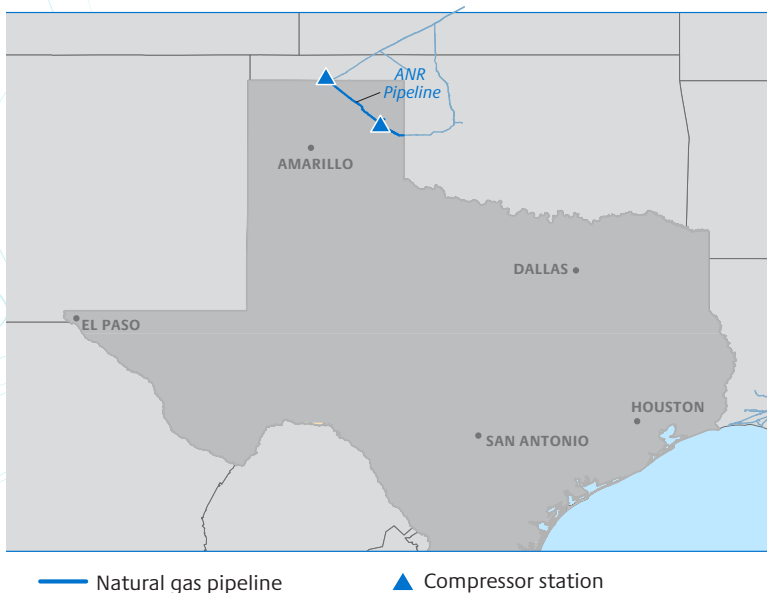 ANR
Pipeline
AMARILLO
DALLAS
EL PASO
HOUSTON
SAN ANTONIO
Natural gas pipeline
Compressor station